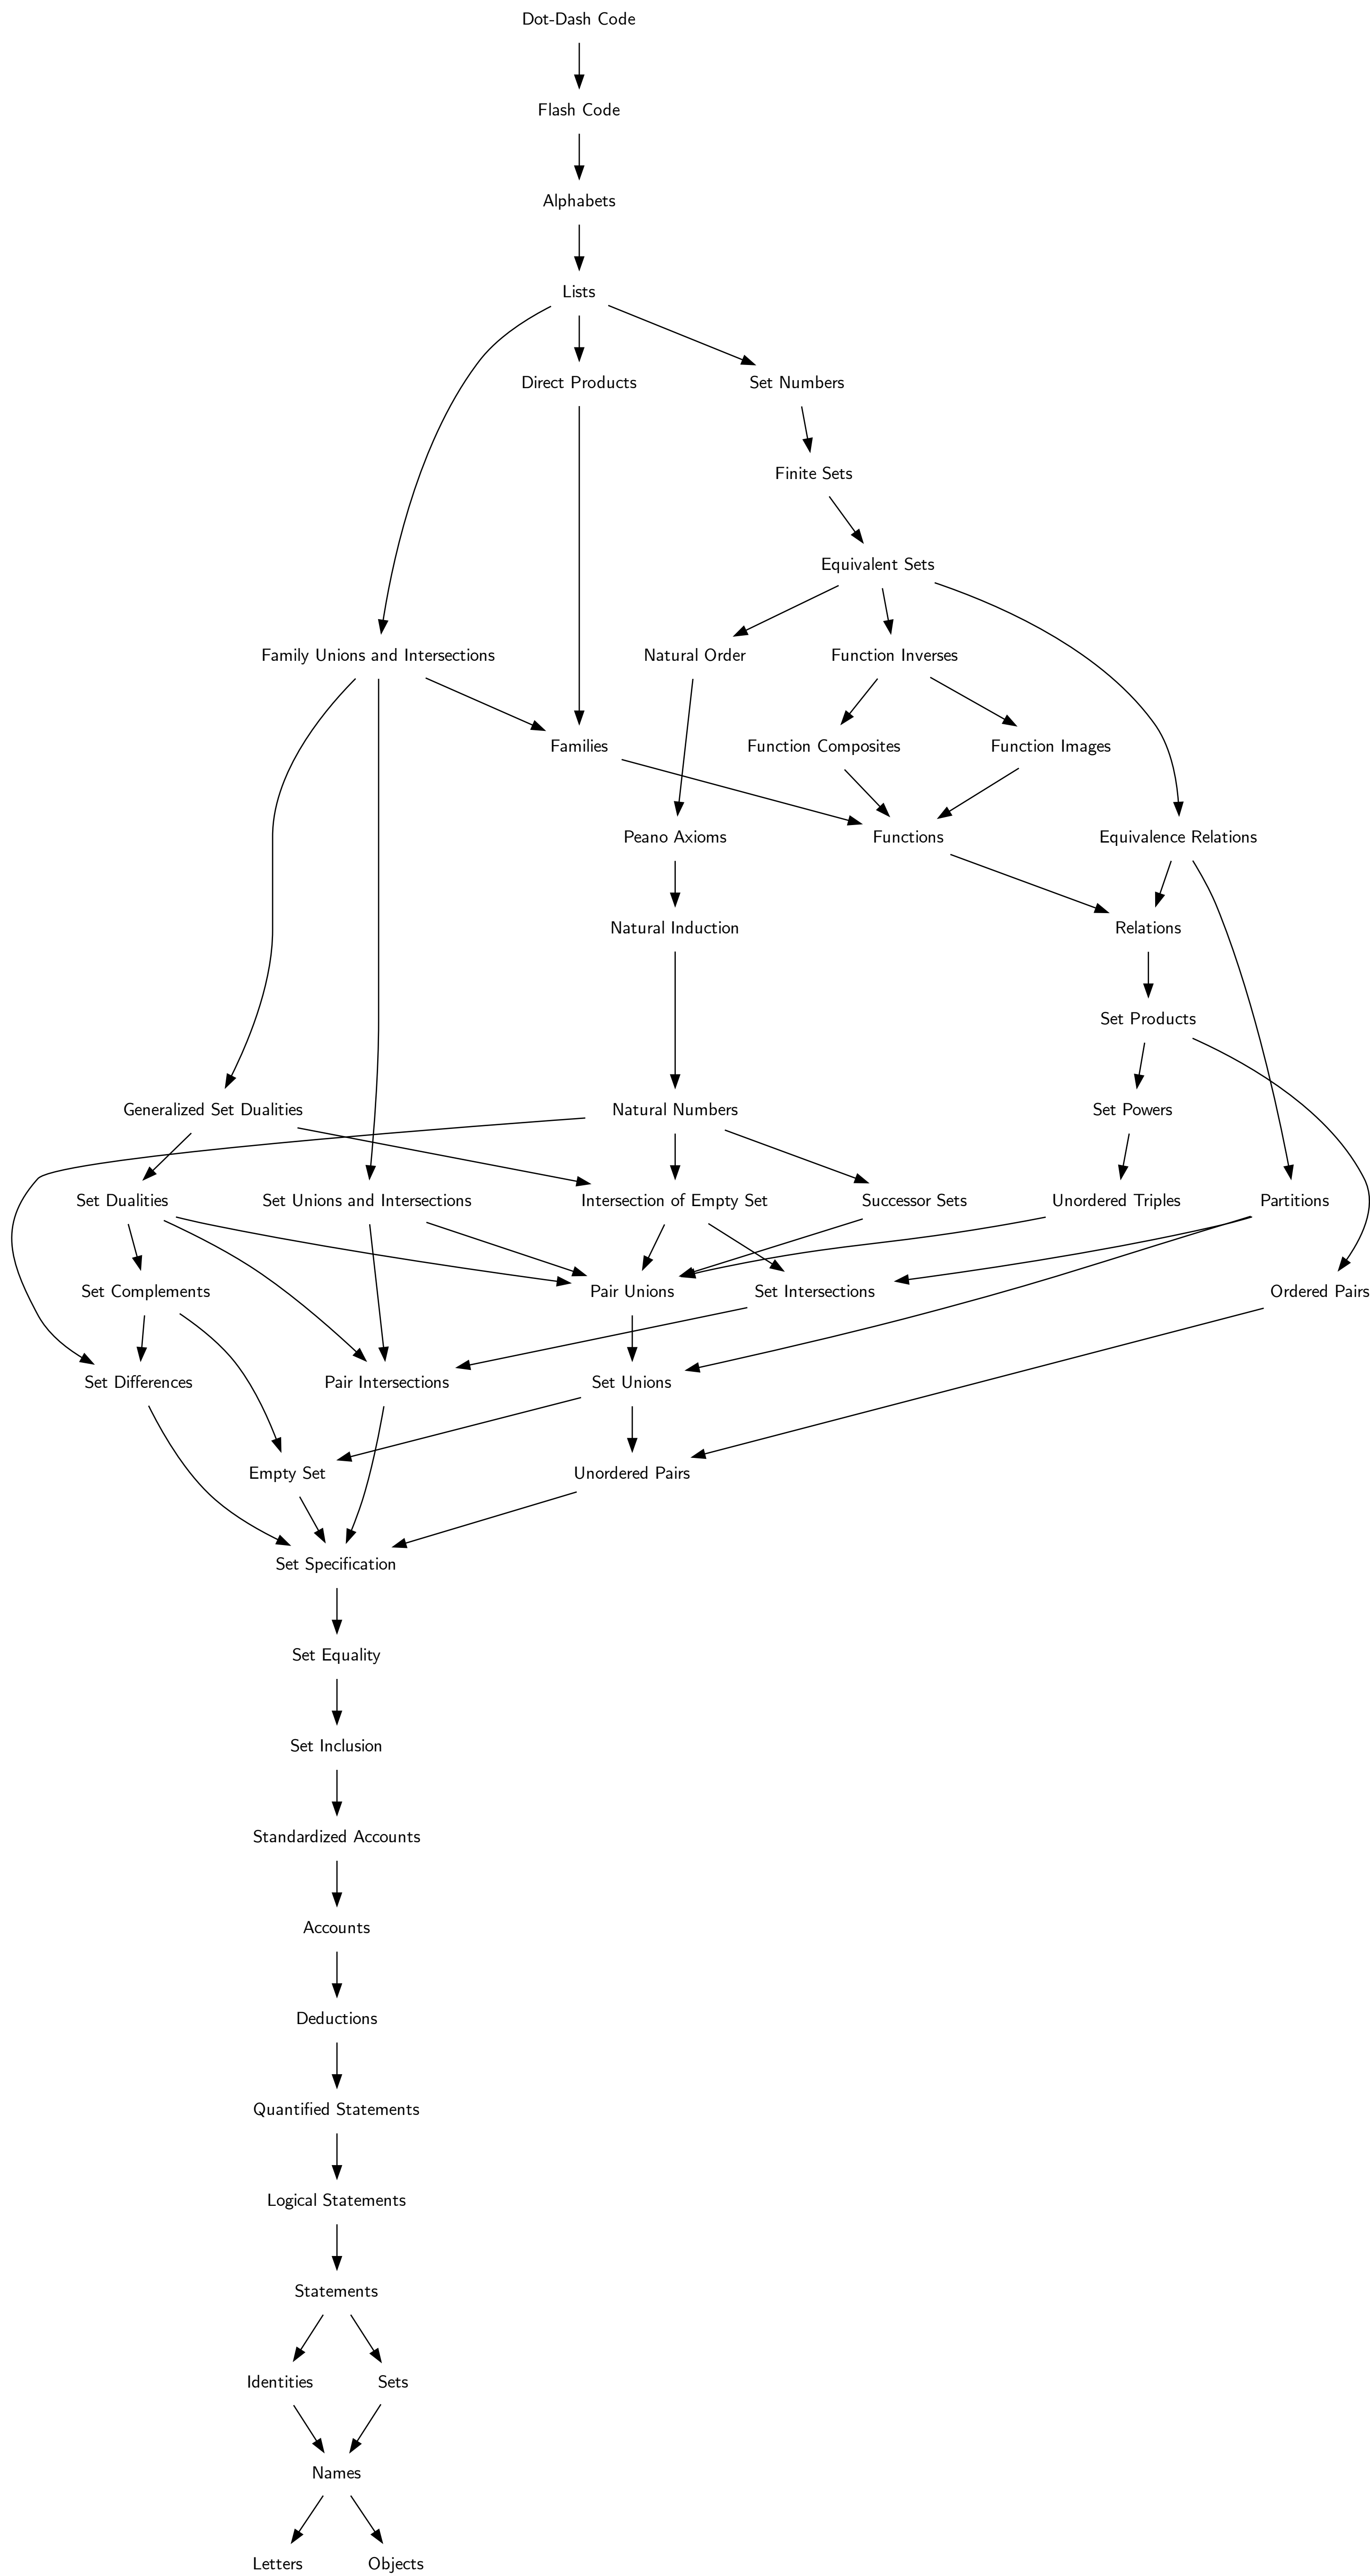 Dot-Dash Code
Flash Code
Alphabets
Lists
Direct Products
Set Numbers
Finite Sets
Equivalent Sets
Family Unions and Intersections
Natural Order
Function Inverses
Families
Function Composites
Function Images
Peano Axioms
Functions
Equivalence Relations
Natural Induction
Relations
Set Products
Generalized Set Dualities
Natural Numbers
Set Powers
Set Dualities
Set Unions and Intersections
Intersection of Empty Set
Successor Sets
Unordered Triples
Partitions
Set Complements
Pair Unions
Set Intersections
Ordered Pairs
Set Differences
Pair Intersections
Set Unions
Empty Set
Unordered Pairs
Set Specification
Set Equality
Set Inclusion
Standardized Accounts
Accounts
Deductions
Quantified Statements
Logical Statements
Statements
Identities
Sets
Names
Letters
Objects